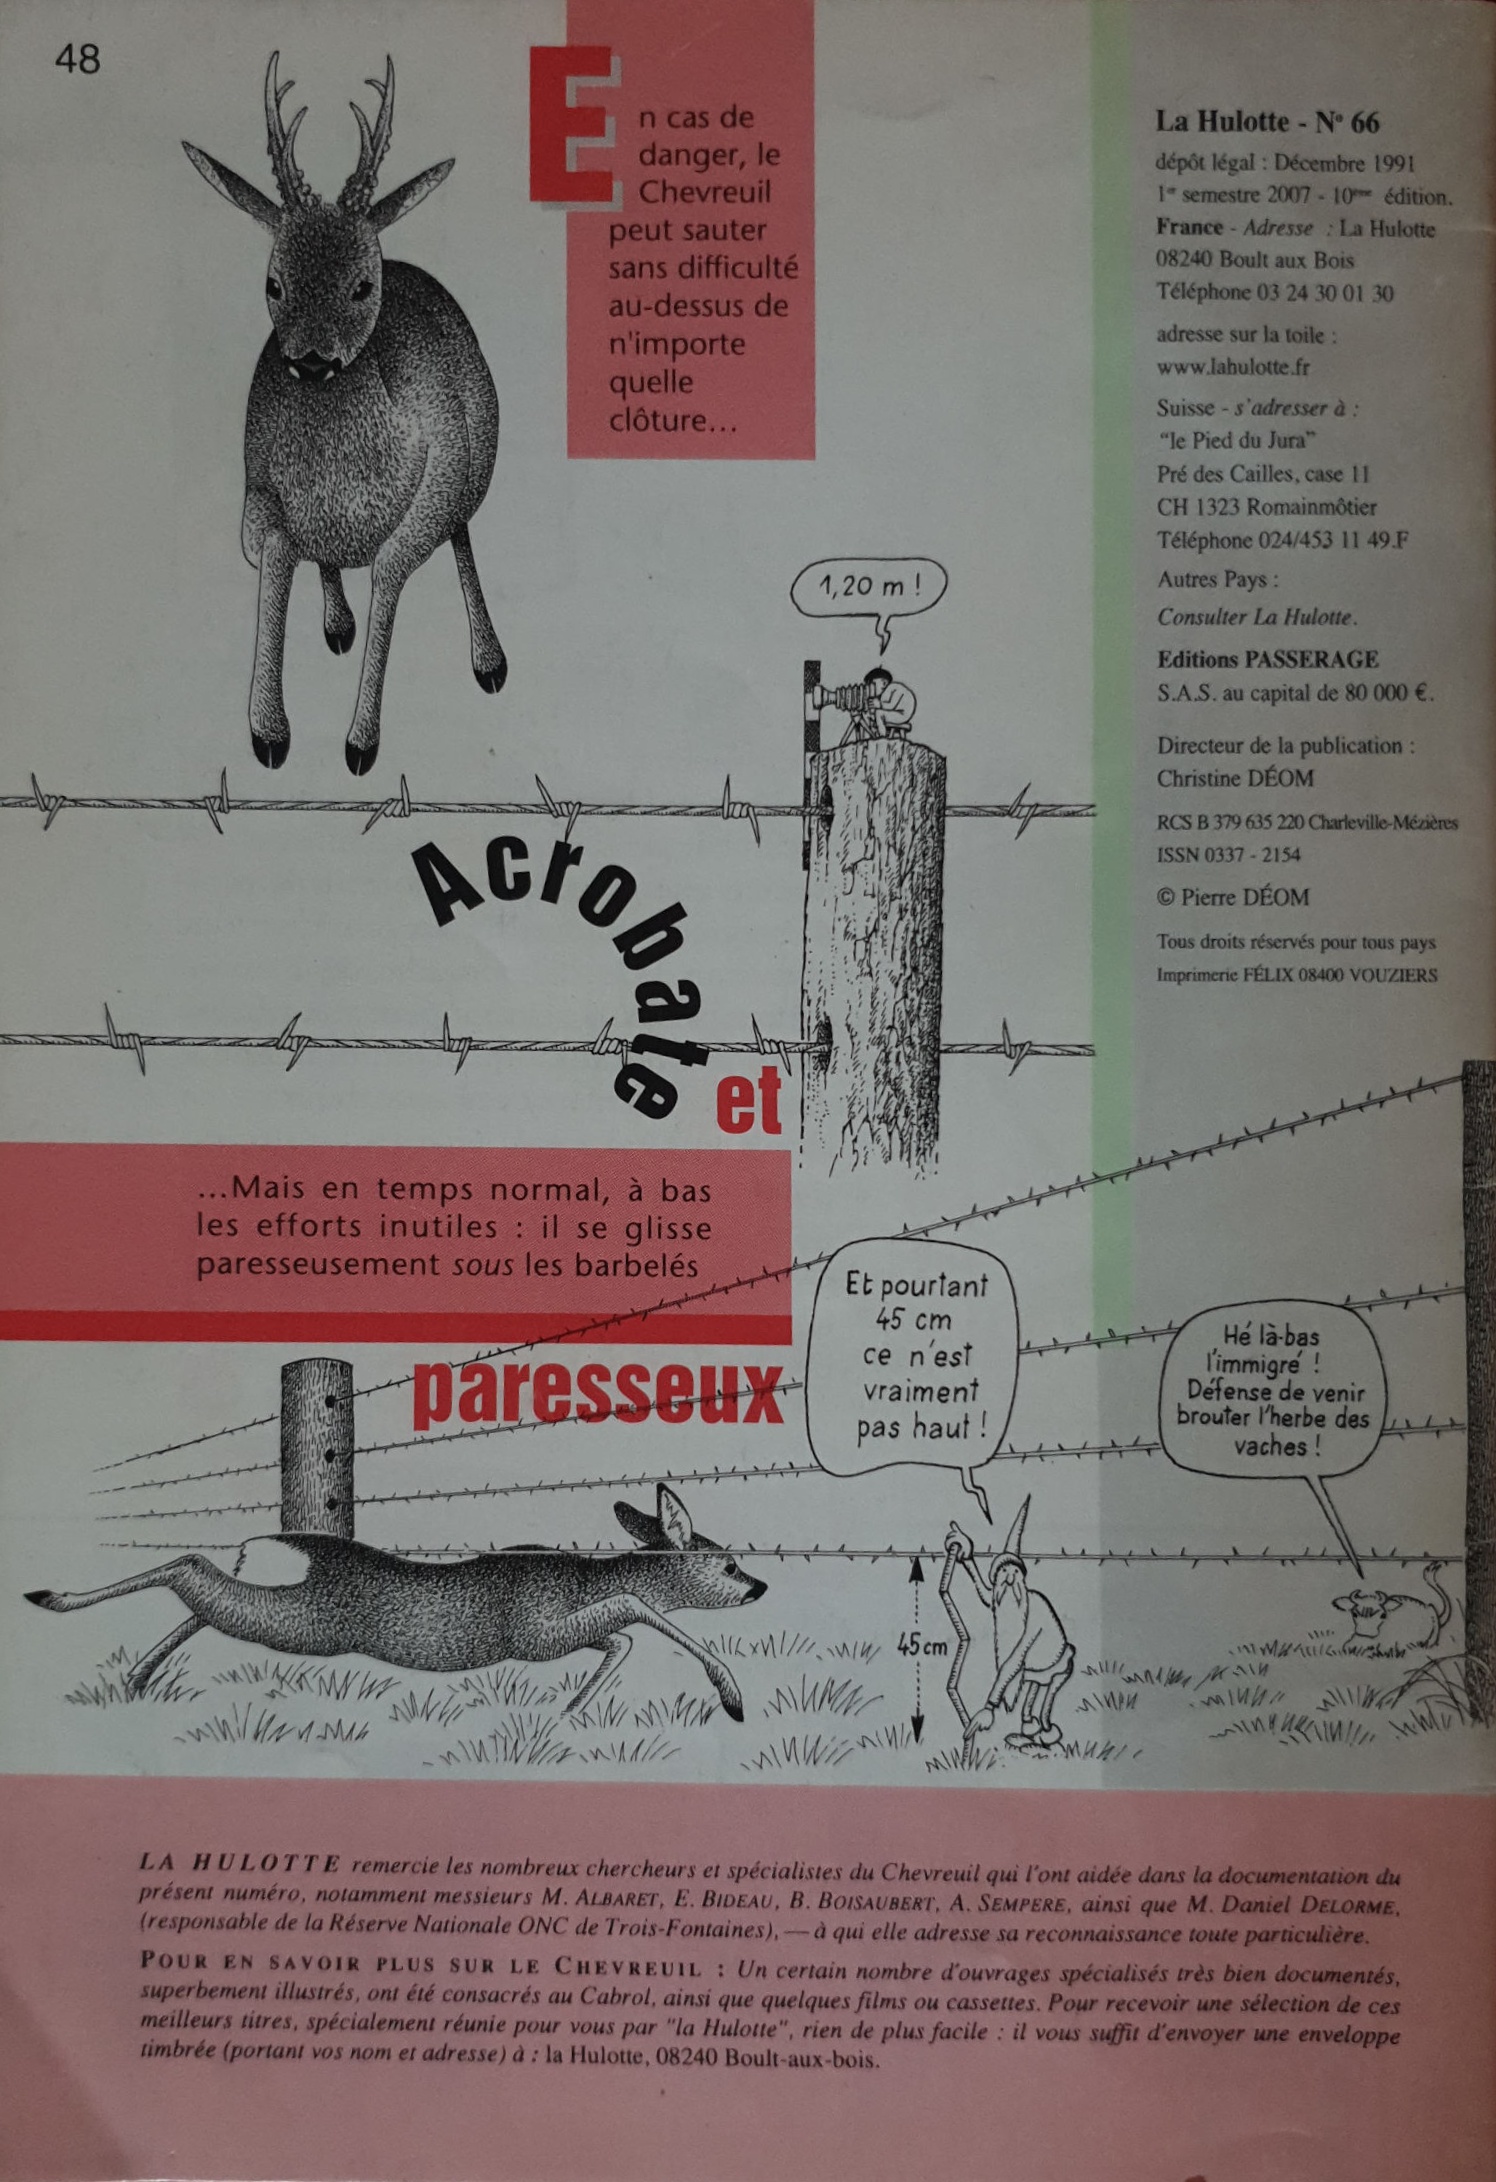 48
En cas de
danger, le
Chevreuil
peut sauter
sans difficulté
au-dessus de
n'importe
quelle
clôture...
La Hulotte - N° 66
dépôt légal : Décembre 1991
1er semestre 2007 - 10ème édition.
France - Adresse : La Hulotte
08240 Boult aux Bois
Téléphone 03 24 30 01 30
adresse sur la toile :
www.lahulotte.fr
Suisse - s'adresser à :
“le Pied du Jura”
Pré des Cailles, case 11
CH 1323 Romainmôtier
Téléphone 024/453 11 49.F
Autres Pays :
Consulter La Hulotte.
Editions PASSERAGE
S.A.S. au capital de 80 000 €.
Directeur de la publication :
Christine DÉOM
RCS B 379 635 220 Charleville-Mézières
ISSN 0337 - 2154
© Pierre DÉOM
Tous droits réservés pour tous pays
Imprimerie FÉLIX 08400 VOUZIERS
1,20 m !
Acrobate
et
...Mais en temps normal, à bas
les efforts inutiles : il se glisse
paresseusement sous les barbelés
paresseux
Et pourtant
45 cm
ce n'est
vraiment
pas haut !
Hé là-bas
l'immigré !
Défense de venir
brouter l'herbe des
vaches !
45 cm
LA HULOTTE remercie les nombreux chercheurs et spécialistes du Chevreuil qui l'ont aidée dans la documentation du
présent numéro, notamment messieurs M. ALBARET, E. BIDEAU, B. BOISAUBERT, A. SEMPERE, ainsi que M. Daniel DELORME,
(responsable de la Réserve Nationale ONC de Trois-Fontaines), — à qui elle adresse sa reconnaissance toute particulière.
POUR EN SAVOIR PLUS SUR LE CHEVREUIL : Un certain nombre d'ouvrages spécialisés très bien documentés,
superbement illustrés, ont été consacrés au Cabrol, ainsi que quelques films ou cassettes. Pour recevoir une sélection de ces
meilleurs titres, spécialement réunie pour vous par "la Hulotte", rien de plus facile : il vous suffit d'envoyer une enveloppe
timbrée (portant vos nom et adresse) à : la Hulotte, 08240 Boult-aux-bois.